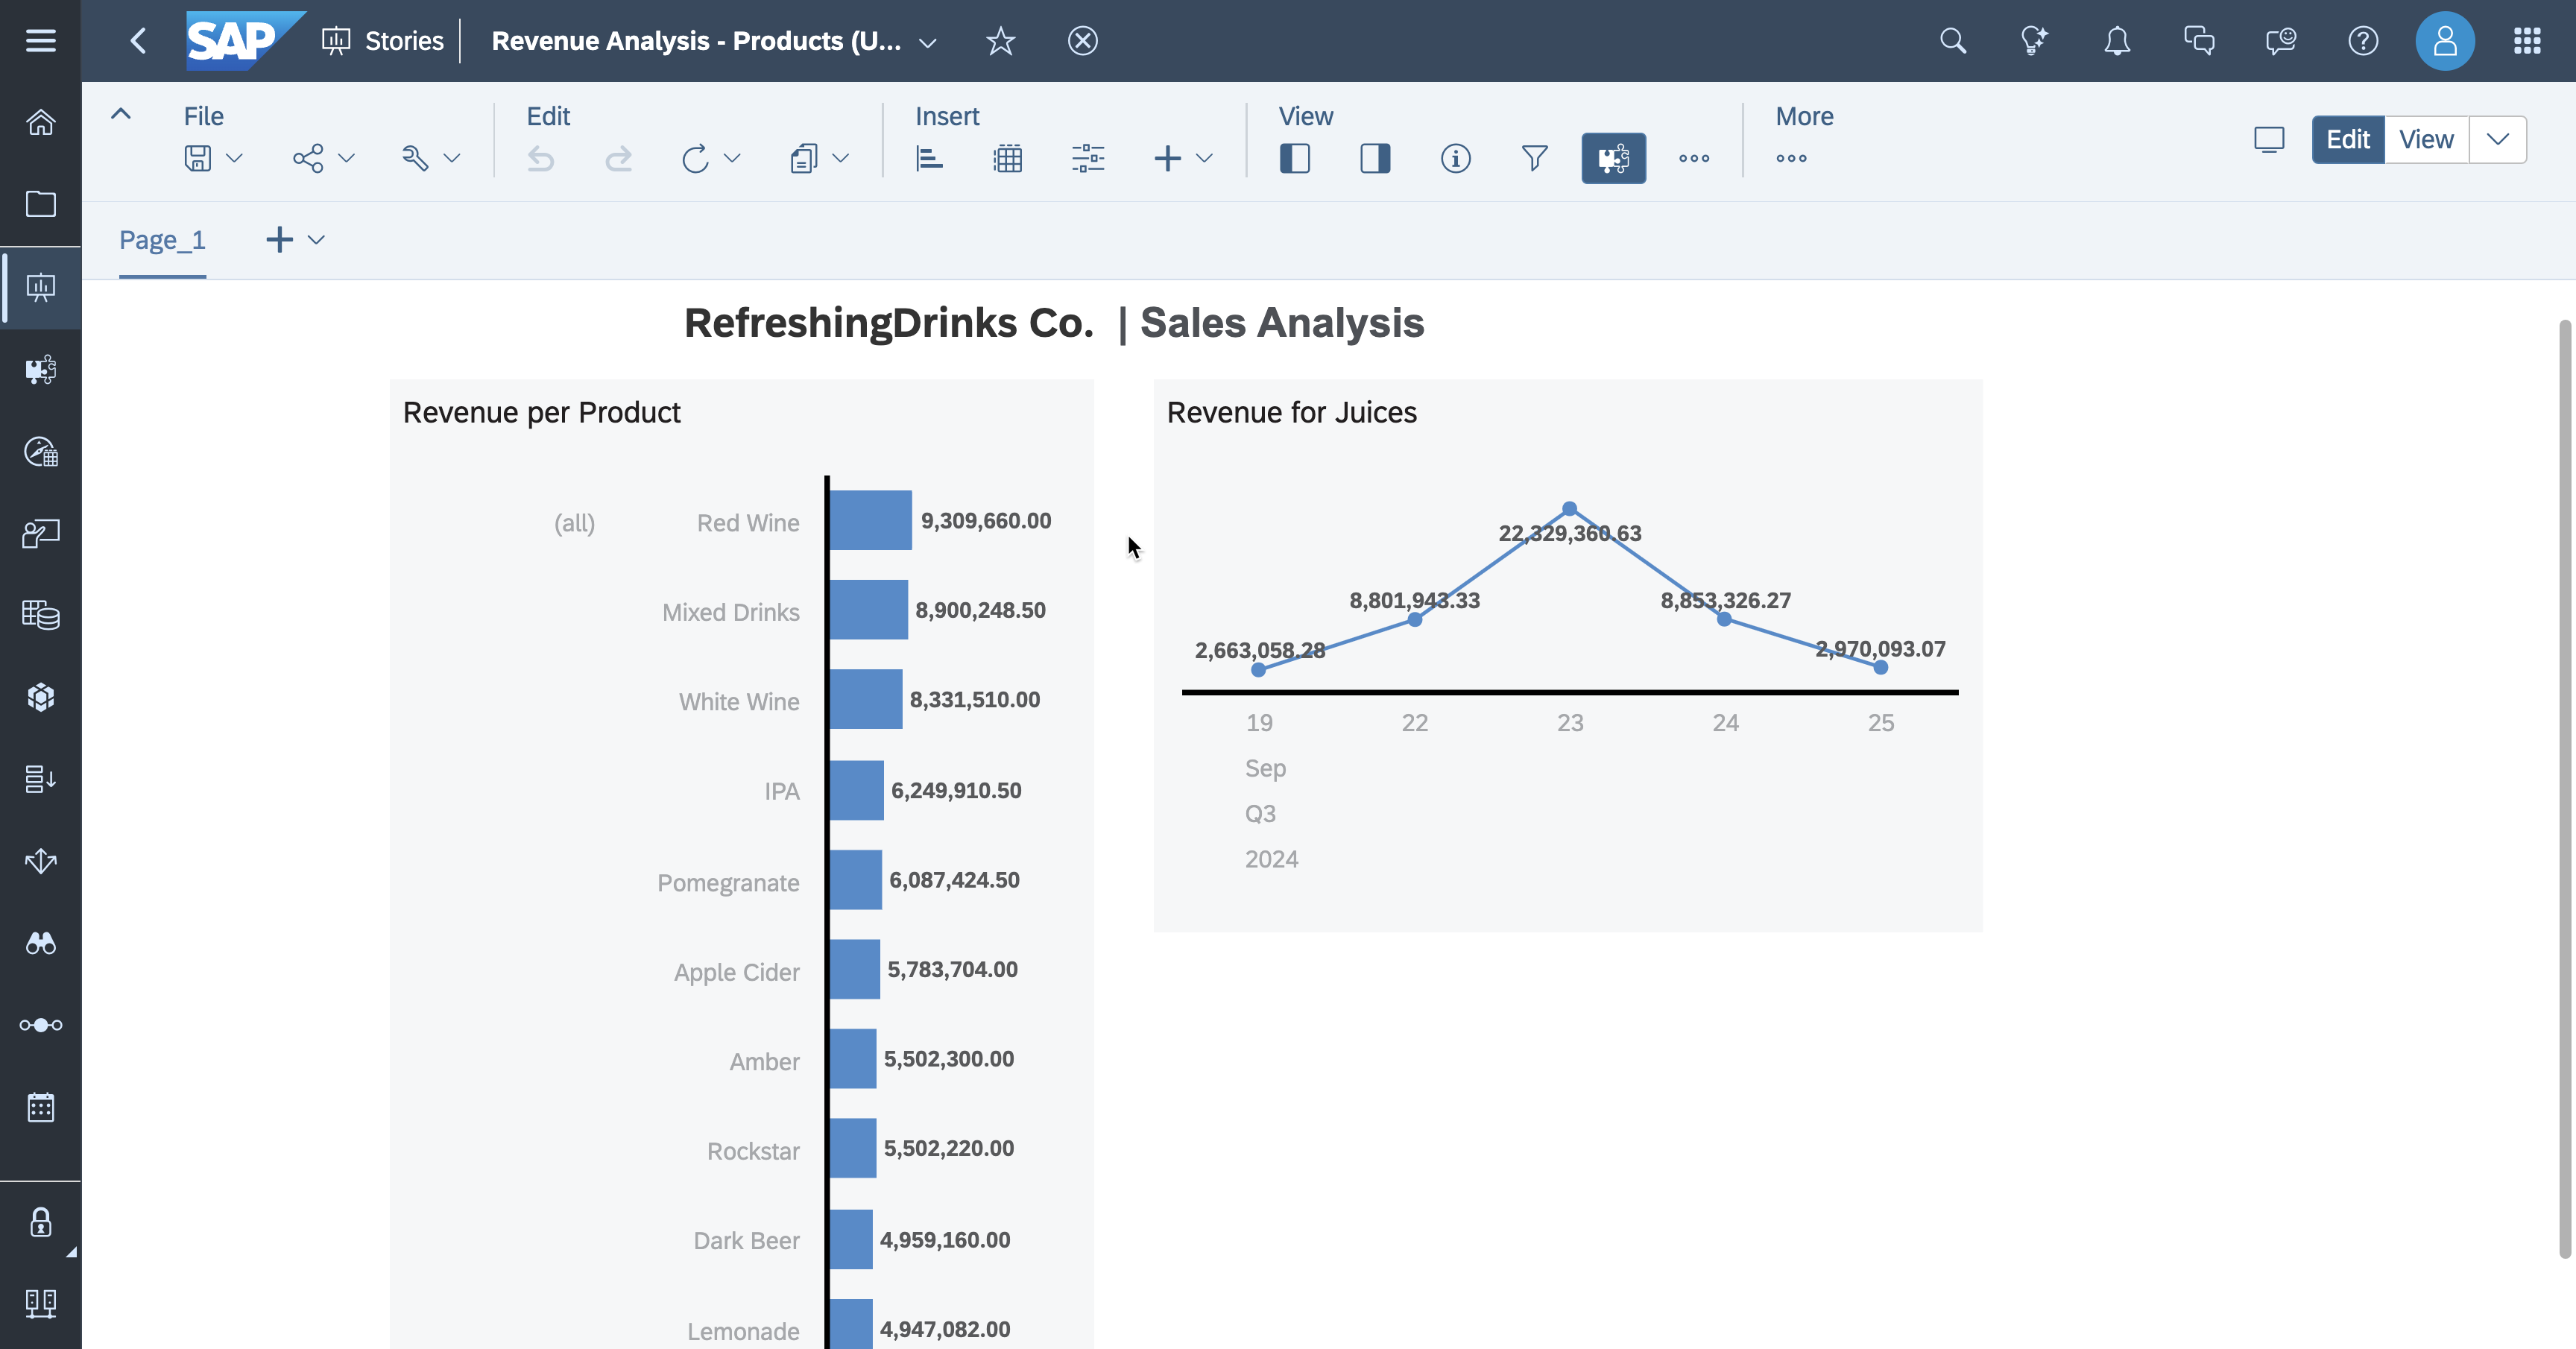 SAP Stories Revenue Analysis - Products (U...
File Edit Insert View More
Edit View
Page_1
RefreshingDrinks Co. | Sales Analysis
Revenue per Product
(all) Red Wine 9,309,660.00
Mixed Drinks 8,900,248.50
White Wine 8,331,510.00
IPA 6,249,910.50
Pomegranate 6,087,424.50
Apple Cider 5,783,704.00
Amber 5,502,300.00
Rockstar 5,502,220.00
Dark Beer 4,959,160.00
Lemonade 4,947,082.00
Revenue for Juices
22,329,360.63
8,801,943.33 8,853,326.27
2,663,058.28 2,970,093.07
19 22 23 24 25
Sep
Q3
2024